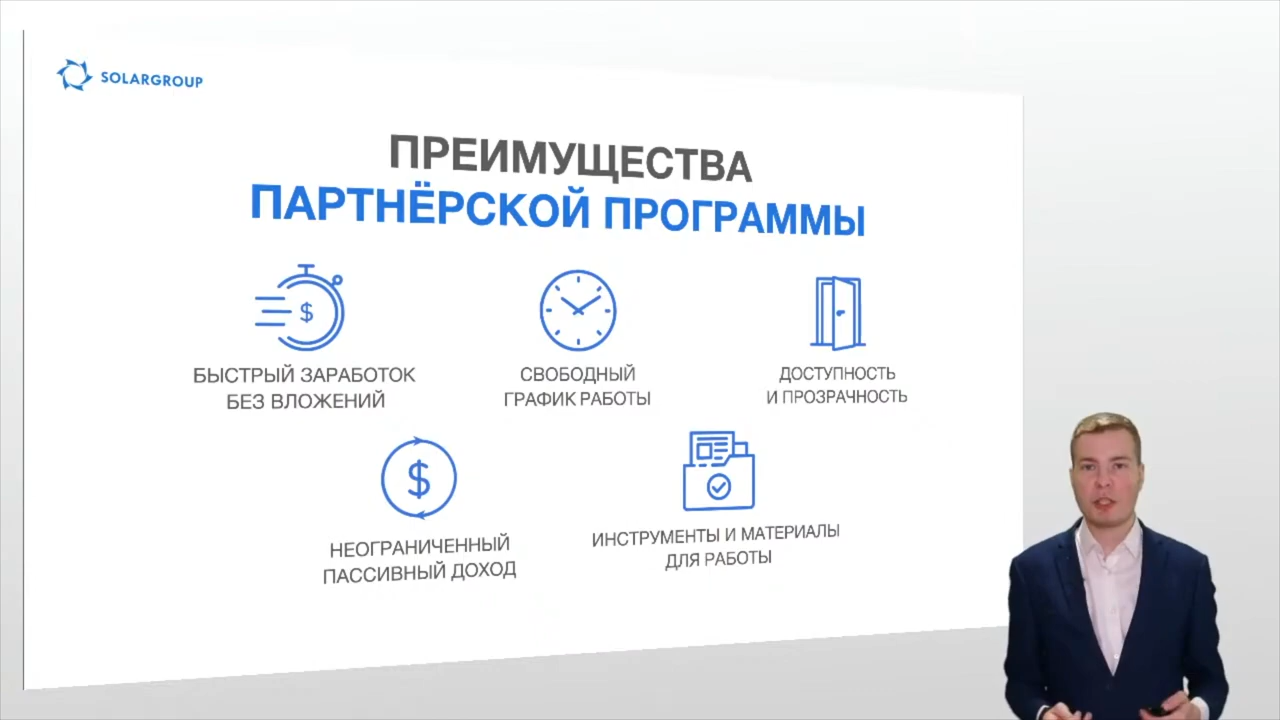 SOLARGROUP
ПРЕИМУЩЕСТВА
ПАРТНЁРСКОЙ ПРОГРАММЫ
$
БЫСТРЫЙ ЗАРАБОТОК
БЕЗ ВЛОЖЕНИЙ
СВОБОДНЫЙ
ГРАФИК РАБОТЫ
ДОСТУПНОСТЬ
И ПРОЗРАЧНОСТЬ
$
НЕОГРАНИЧЕННЫЙ
ПАССИВНЫЙ ДОХОД
ИНСТРУМЕНТЫ И МАТЕРИАЛЫ
ДЛЯ РАБОТЫ